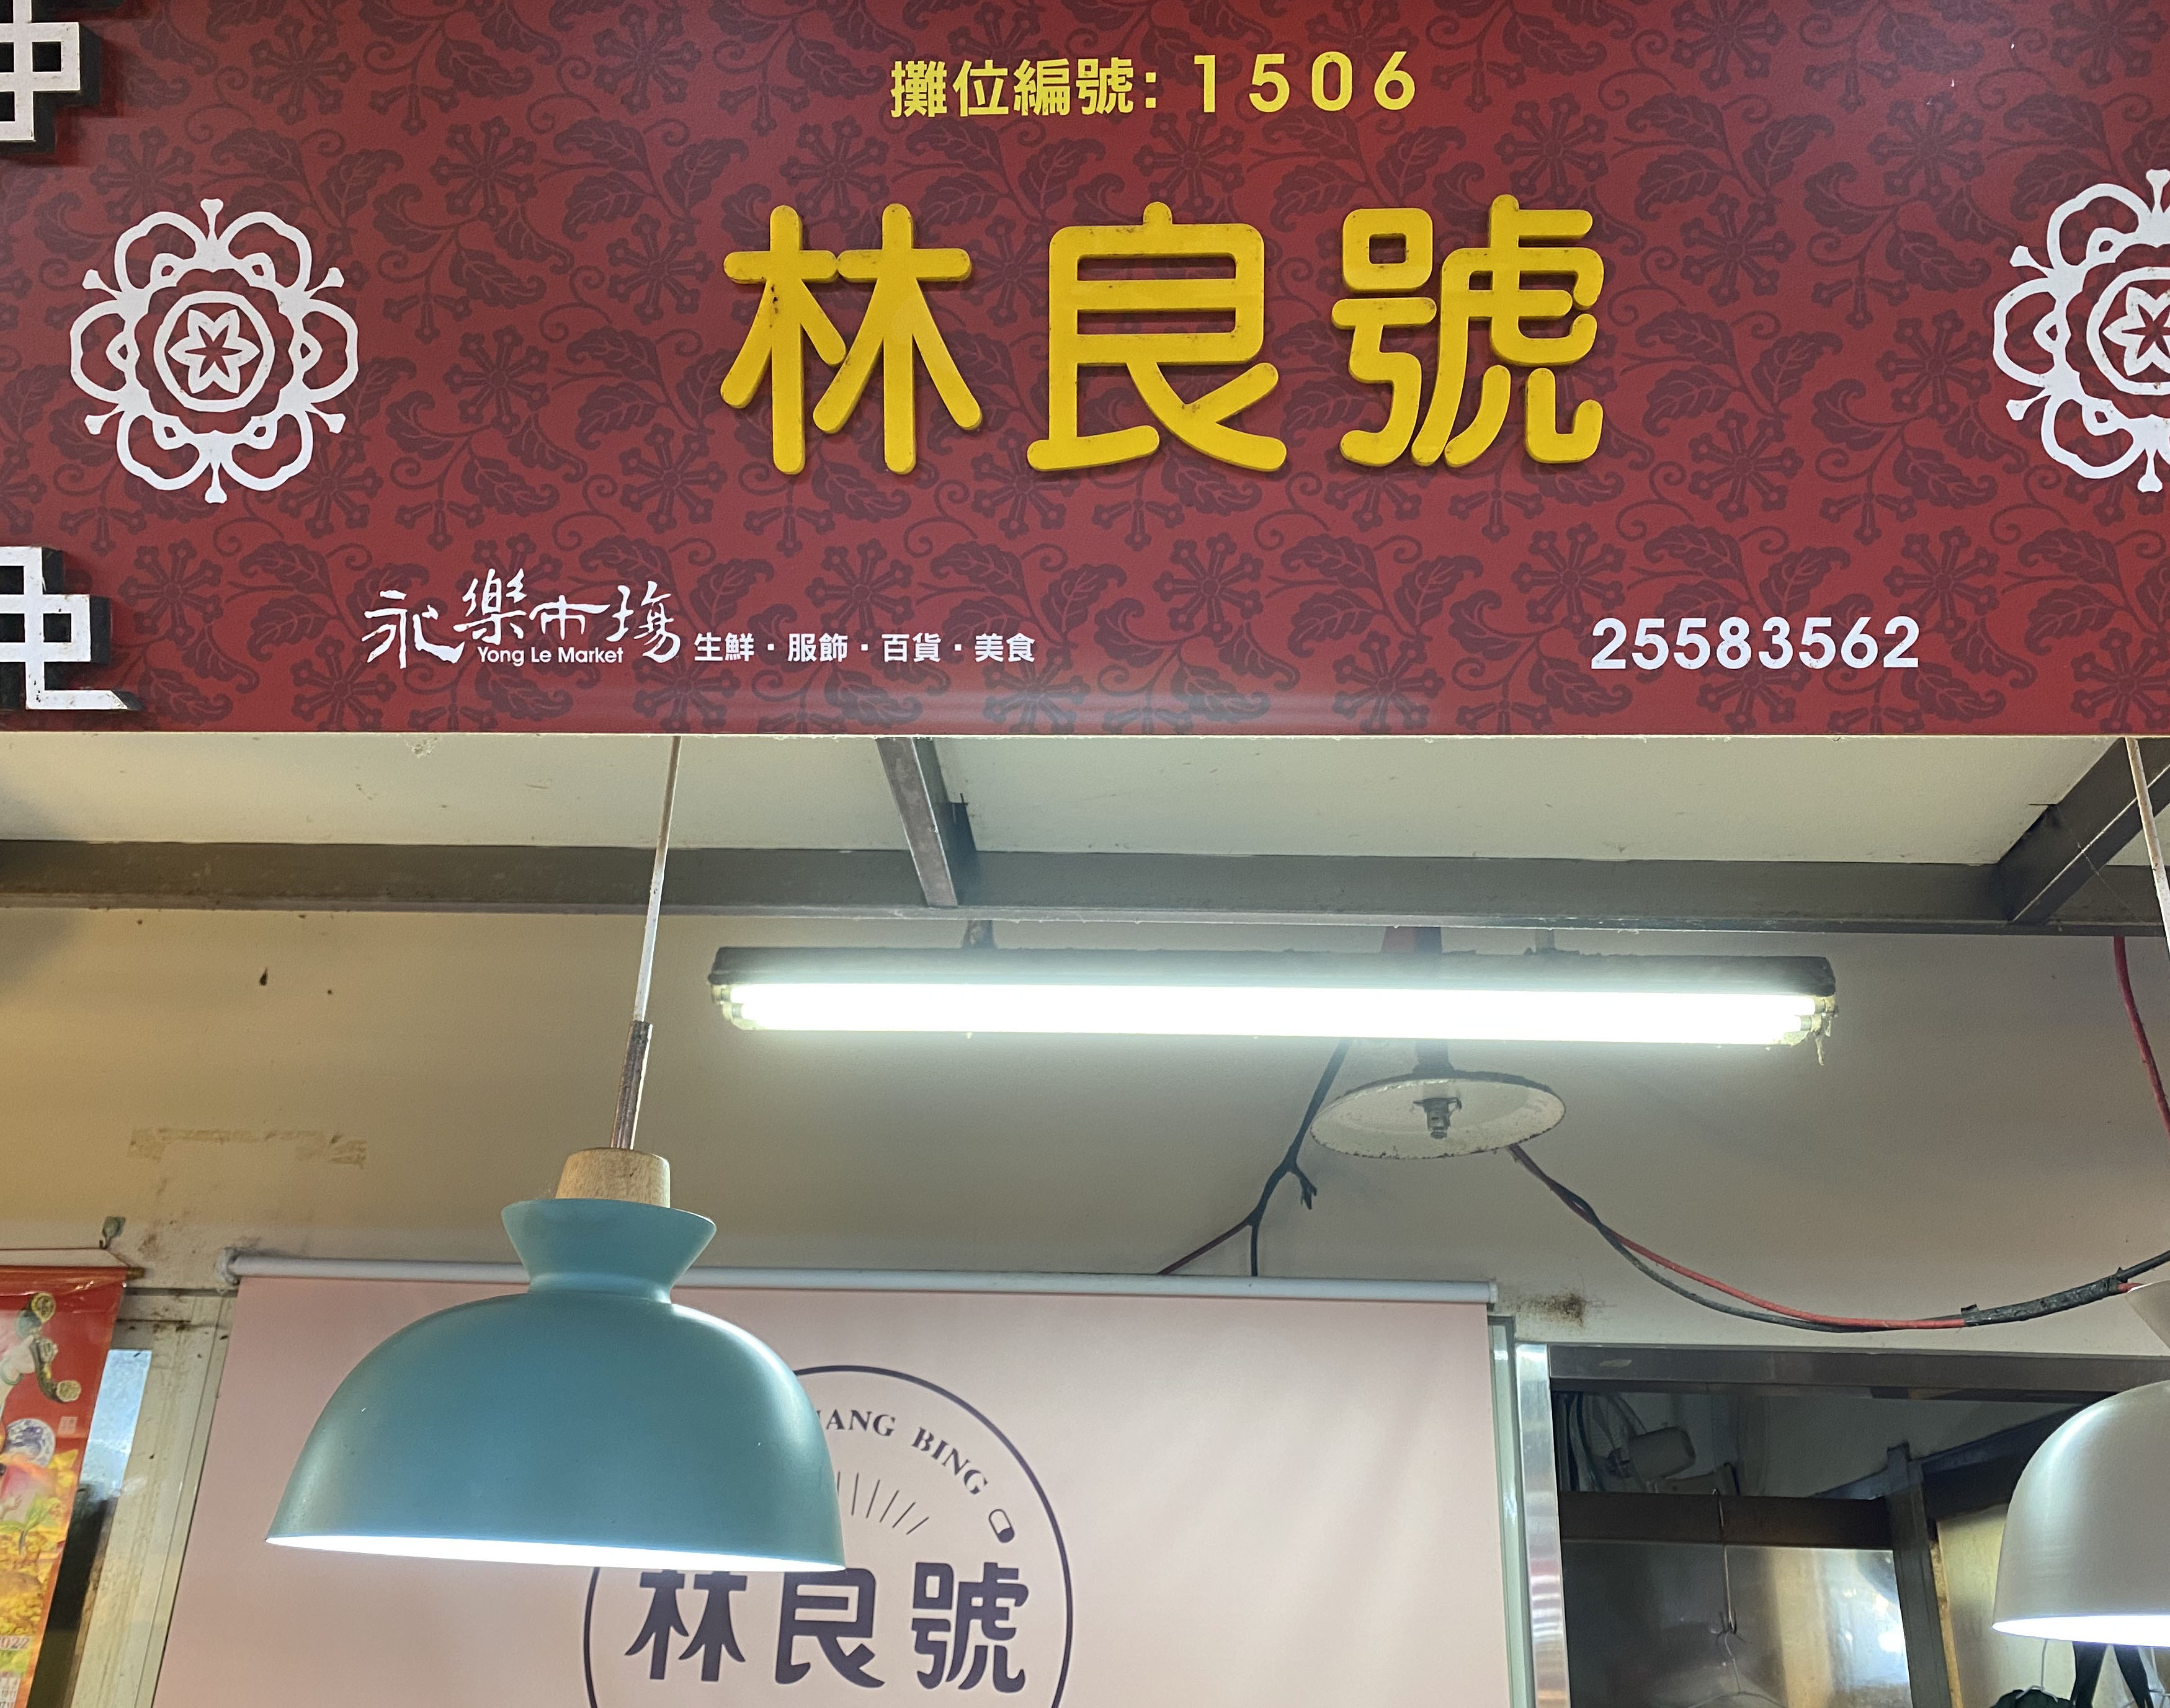 攤位編號: 1506
林良號
永樂市場
Yong Le Market
生鮮・服飾・百貨・美食
25583562
BING
林良號
2022